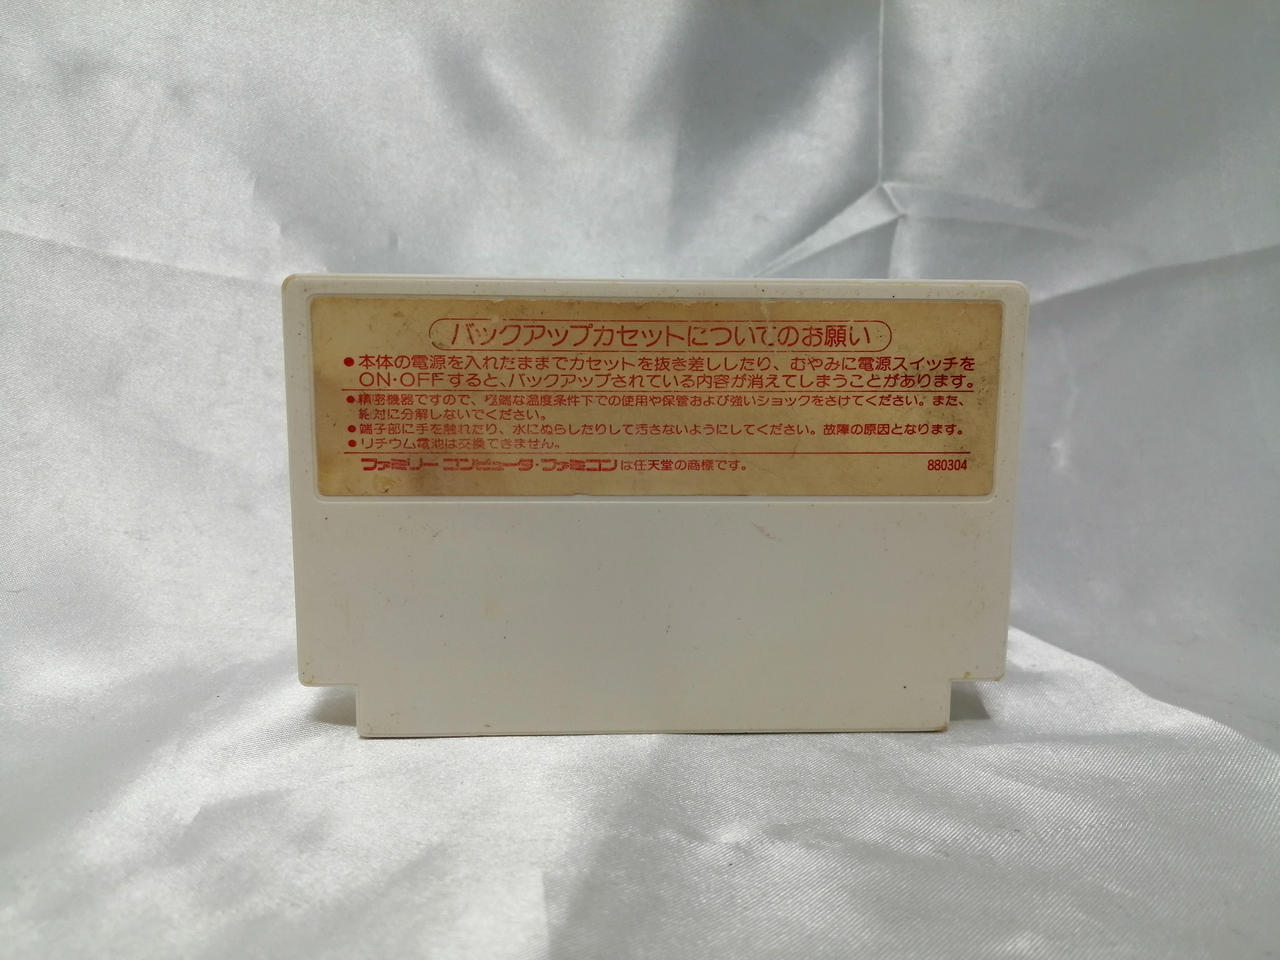 バックアップカセットについてのお願い
●本体の電源を入れたままでカセットを抜き差ししたり、むやみに電源スイッチを
ON・OFFすると、バックアップされている内容が消えてしまうことがあります。
●精密機器ですので、極端な温度条件下での使用や保管および強いショックをさけてください。また、
絶対に分解しないでください。
●端子部に手を触れたり、水にぬらしたりして汚さないようにしてください。故障の原因となります。
●リチウム電池は交換できません。
ファミリーコンピュータ・ファミコンは任天堂の商標です。 880304